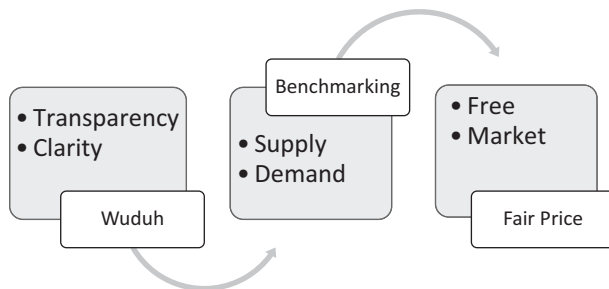 • Transparency
• Clarity
Wuduh
Benchmarking
• Supply
• Demand
• Free
• Market
Fair Price